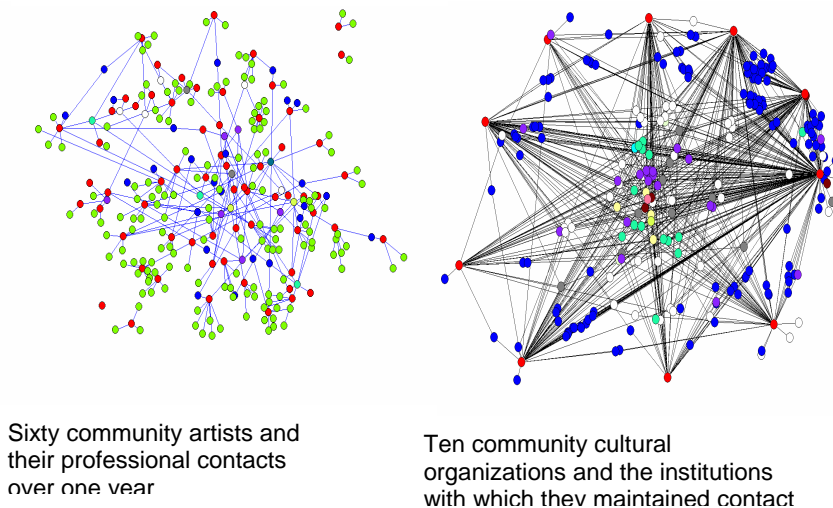 Sixty community artists and
their professional contacts
over one year
Ten community cultural
organizations and the institutions
with which they maintained contact